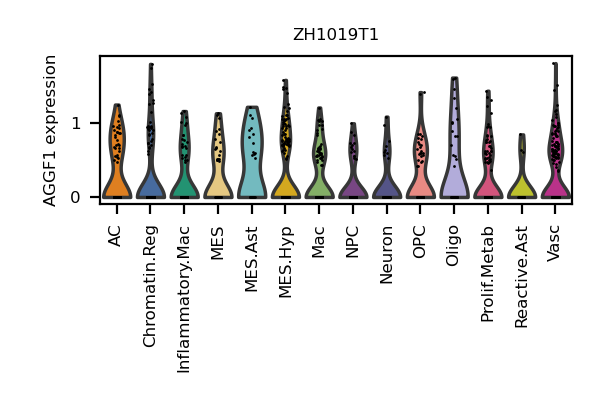 ZH1019T1
AGGF1 expression
1
0
AC
Chromatin.Reg
Inflammatory.Mac
MES
MES.Ast
MES.Hyp
Mac
NPC
Neuron
OPC
Oligo
Prolif.Metab
Reactive.Ast
Vasc